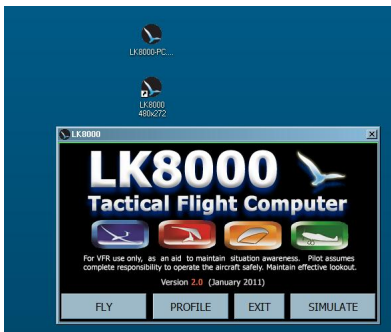 LK8000-PC....
LK8000
480x272
LK8000
LK8000
Tactical Flight Computer
For VFR use only, as an aid to maintain situation awareness. Pilot assumes
complete responsibility to operate the aircraft safely. Maintain effective lookout.
Version 2.0 (January 2011)
FLY PROFILE EXIT SIMULATE